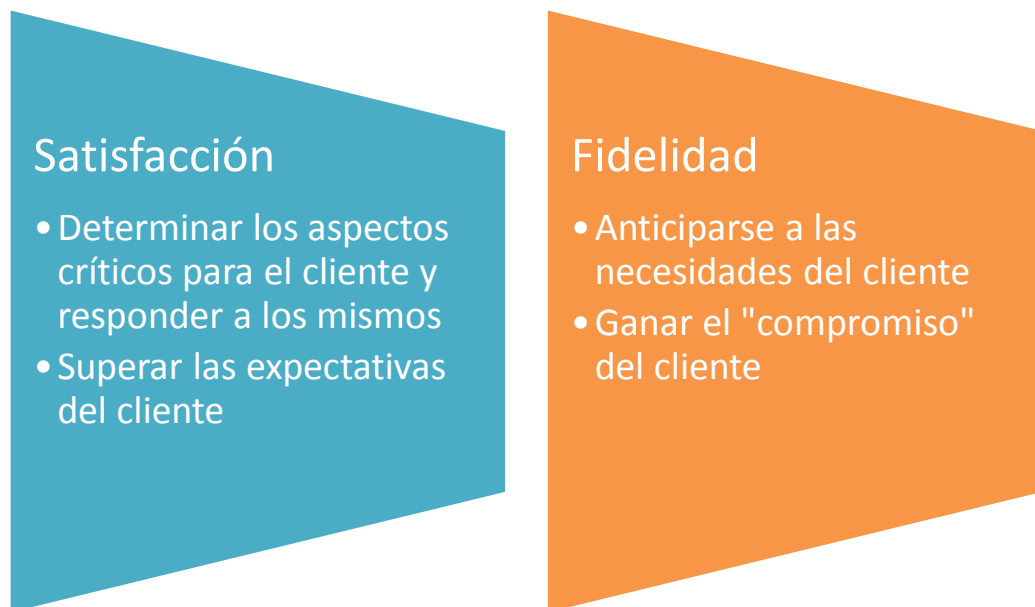 Satisfacción
• Determinar los aspectos
críticos para el cliente y
responder a los mismos
• Superar las expectativas
del cliente
Fidelidad
• Anticiparse a las
necesidades del cliente
• Ganar el "compromiso"
del cliente